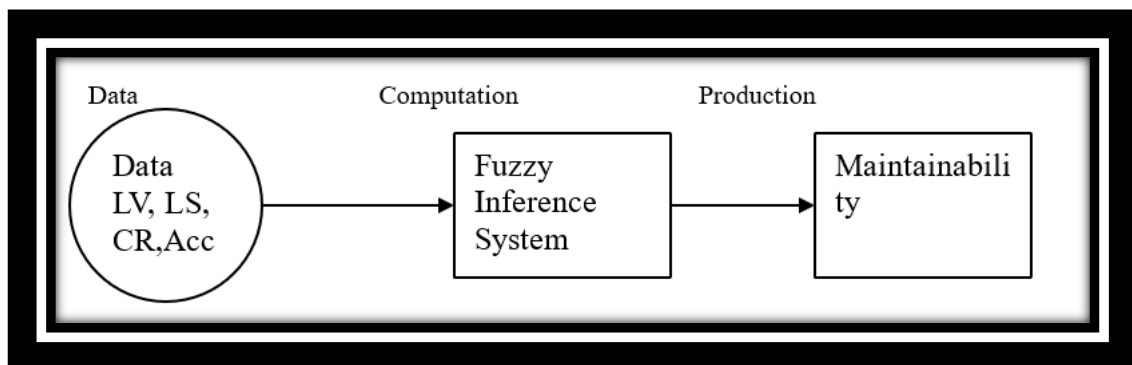 Data
Computation
Production
Data
LV, LS,
CR,Acc
Fuzzy
Inference
System
Maintainabili
ty